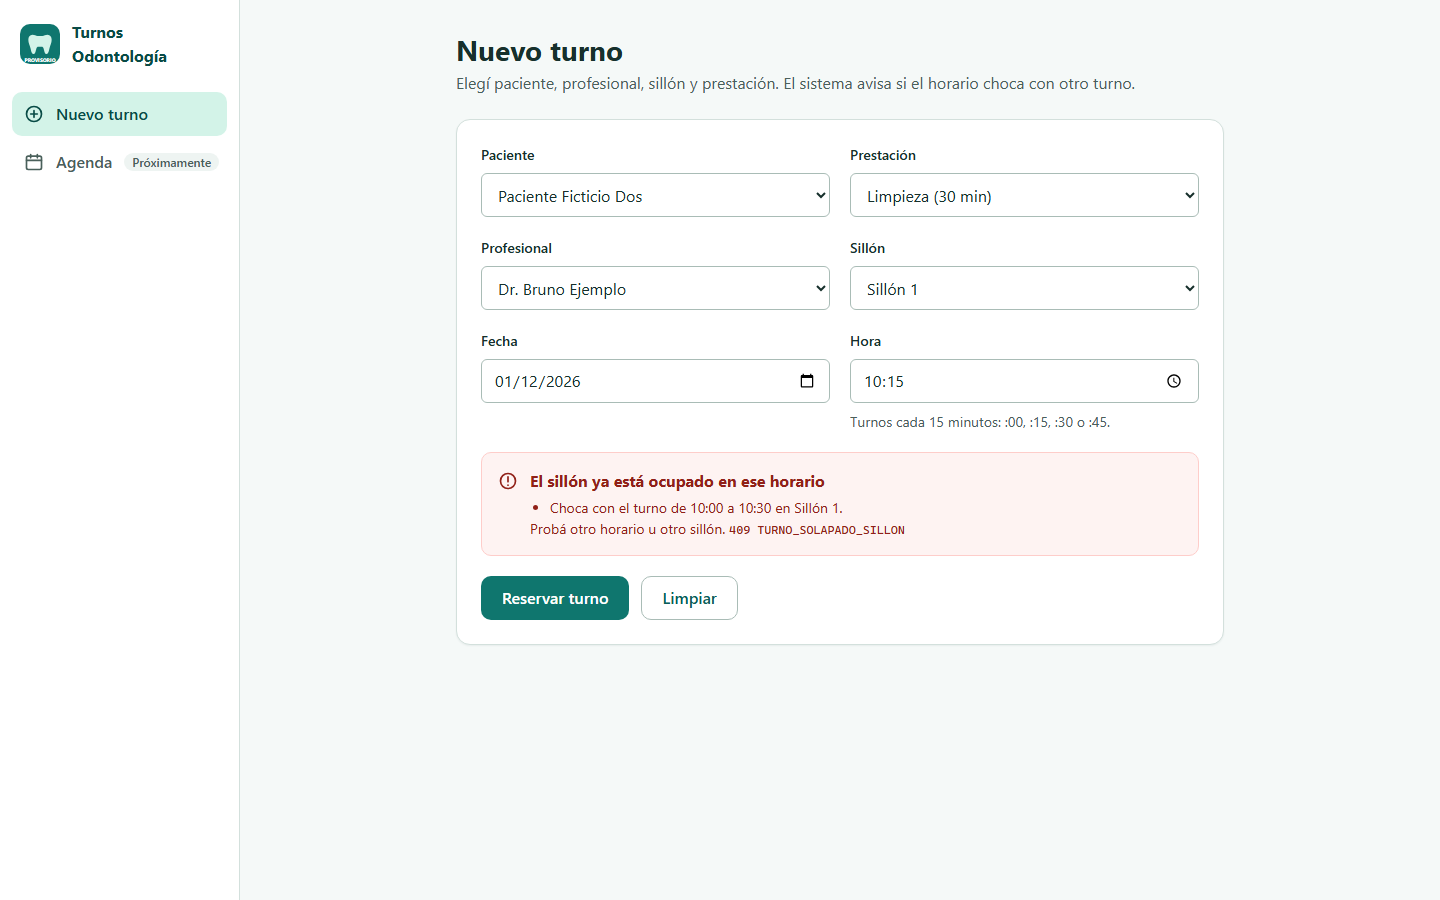 Turnos
Odontología
PROVISORIO
Nuevo turno
Agenda
Próximamente
Nuevo turno
Elegí paciente, profesional, sillón y prestación. El sistema avisa si el horario choca con otro turno.
Paciente
Prestación
Paciente Ficticio Dos
Limpieza (30 min)
Profesional
Sillón
Dr. Bruno Ejemplo
Sillón 1
Fecha
Hora
01/12/2026
10:15
Turnos cada 15 minutos: :00, :15, :30 o :45.
El sillón ya está ocupado en ese horario
• Choca con el turno de 10:00 a 10:30 en Sillón 1.
Probá otro horario u otro sillón. 409 TURNO_SOLAPADO_SILLON
Reservar turno
Limpiar